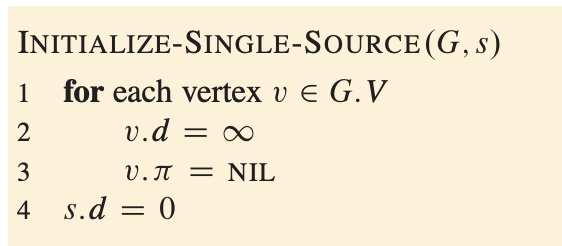 INITIALIZE-SINGLE-SOURCE(G, s)
1 for each vertex v ∈ G.V
2 v.d = ∞
3 v.π = NIL
4 s.d = 0